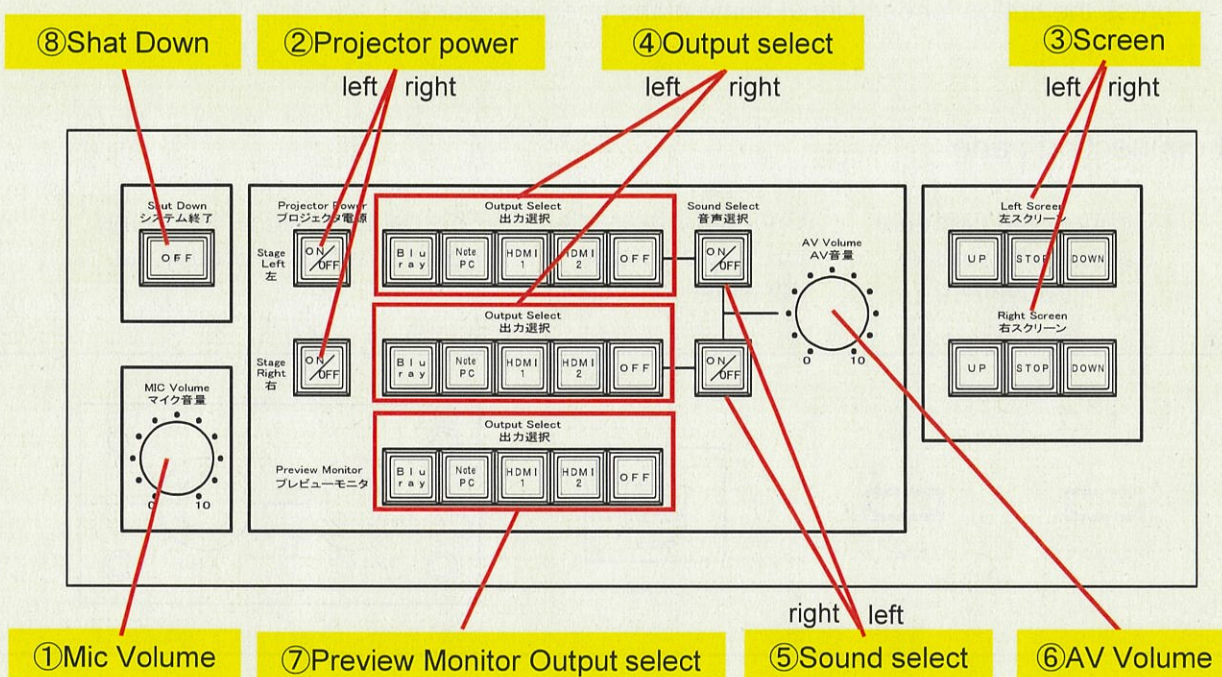 ⑧Shat Down
②Projector power
④Output select
③Screen
left right
left right
left right
Shut Down
システム終了
OFF
MIC Volume
マイク音量
0 10
Projector Power
プロジェクタ電源
Stage
Left
左
ON/OFF
Output Select
出力選択
Blu
ray
Note
PC
HDMI
1
HDMI
2
OFF
Sound Select
音声選択
ON/OFF
Stage
Right
右
ON/OFF
Output Select
出力選択
Blu
ray
Note
PC
HDMI
1
HDMI
2
OFF
ON/OFF
Preview Monitor
プレビューモニタ
Output Select
出力選択
Blu
ray
Note
PC
HDMI
1
HDMI
2
OFF
AV Volume
AV音量
0 10
Left Screen
左スクリーン
UP STOP DOWN
Right Screen
右スクリーン
UP STOP DOWN
right left
①Mic Volume
⑦Preview Monitor Output select
⑤Sound select
⑥AV Volume